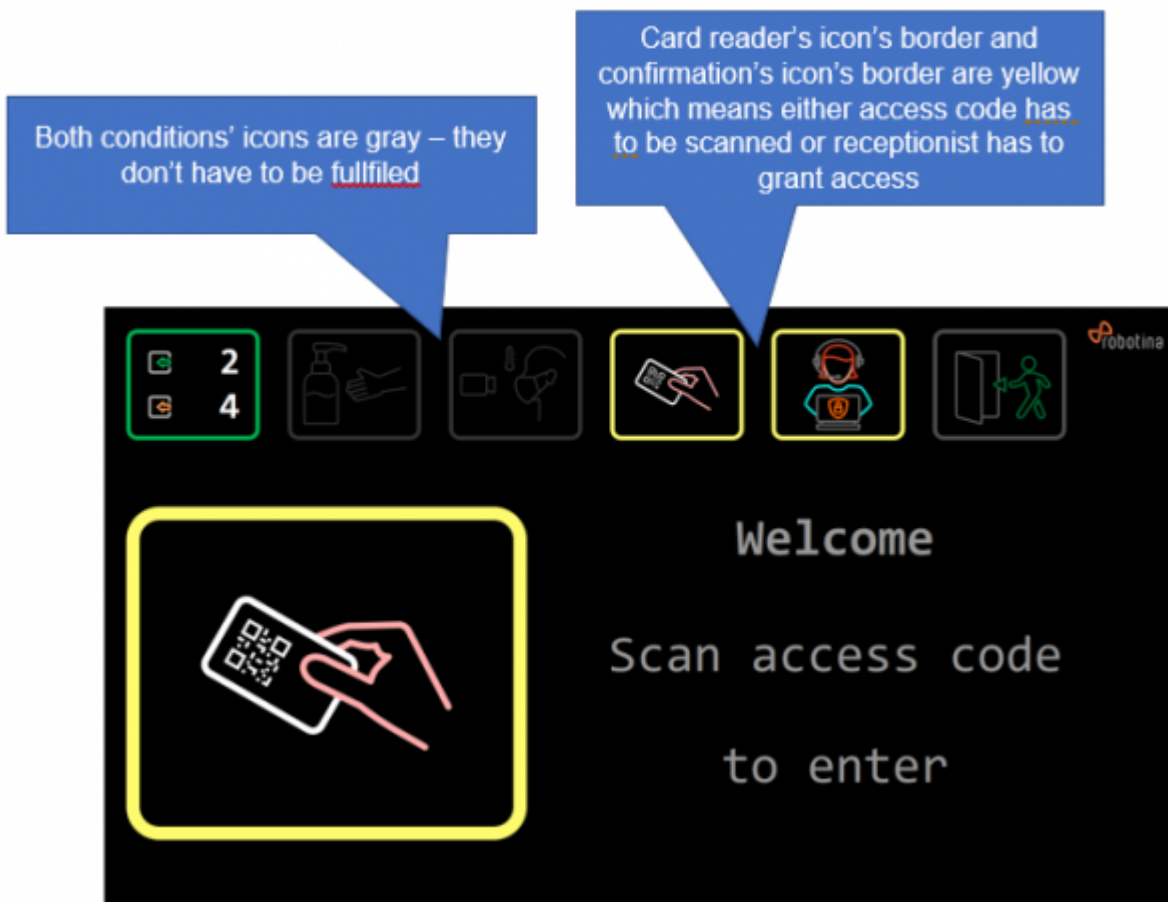 Both conditions’ icons are gray – they
don’t have to be fullfiled
Card reader’s icon’s border and
confirmation’s icon’s border are yellow
which means either access code has
to be scanned or receptionist has to
grant access
2
4
robotina
Welcome
Scan access code
to enter